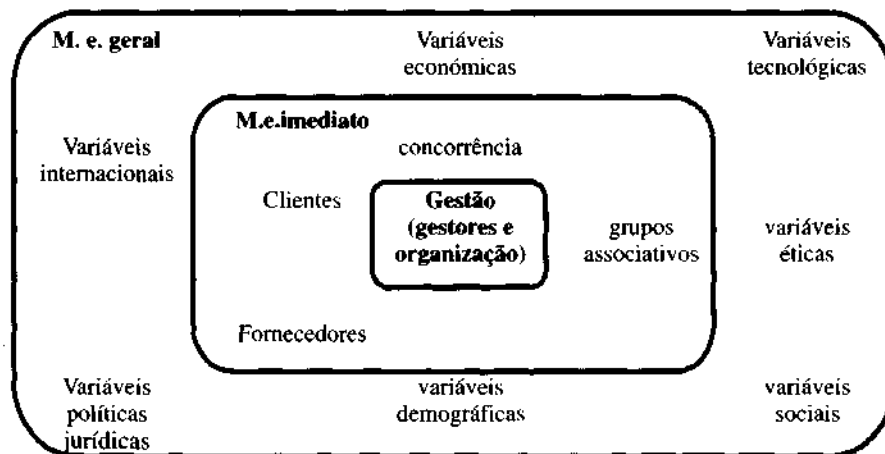 M. e. geral
Variáveis
económicas
Variáveis
tecnológicas
M.e.imediato
Variáveis
internacionais
concorrência
Clientes
Gestão
(gestores e
organização)
grupos
associativos
variáveis
éticas
Fornecedores
Variáveis
políticas
jurídicas
variáveis
demográficas
variáveis
sociais